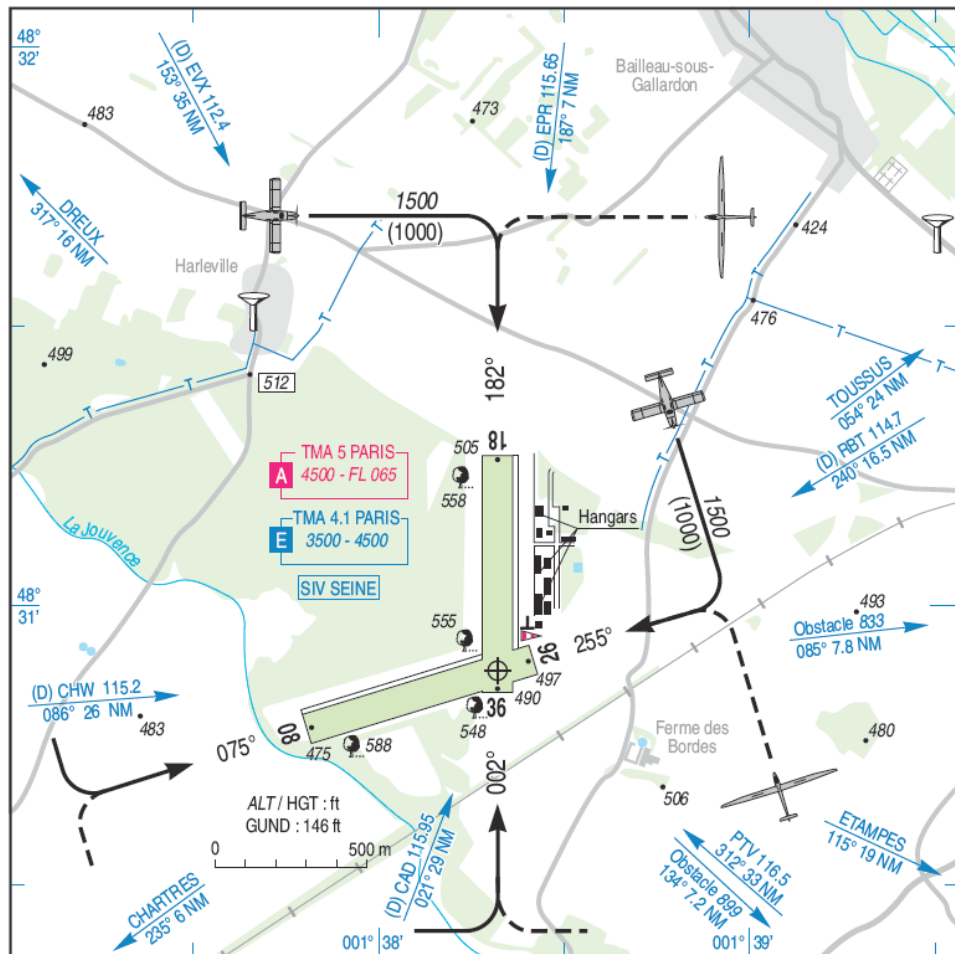 48°
32'
(D) EVX 112.4
153° 35 NM
483
473
(D) EPR 115.65
187° 7 NM
Bailleau-sous-
Gallardon
DREUX
317° 16 NM
1500
(1000)
424
Harleville
T
T
476
T
T
499
T
T
T
512
182°
TOUSSUS
054° 24 NM
(D) RBT 114.7
240° 16.5 NM
18
505
558
TMA 5 PARIS
A
4500 - FL 065
TMA 4.1 PARIS
E
3500 - 4500
SIV SEINE
Hangars
1500
(1000)
La Jouvence
48°
31'
555
T
26
255°
493
Obstacle 833
085° 7.8 NM
497
490
(D) CHW 115.2
086° 26 NM
483
36
548
08
475
588
075°
002°
Ferme des
Bordes
480
506
ALT / HGT : ft
GUND : 146 ft
0
500 m
(D) CAD 115.95
021° 29 NM
PTV 116.5
312° 33 NM
Obstacle 899
134° 7.2 NM
ETAMPES
115° 19 NM
CHARTRES
235° 6 NM
001° 38'
001° 39'